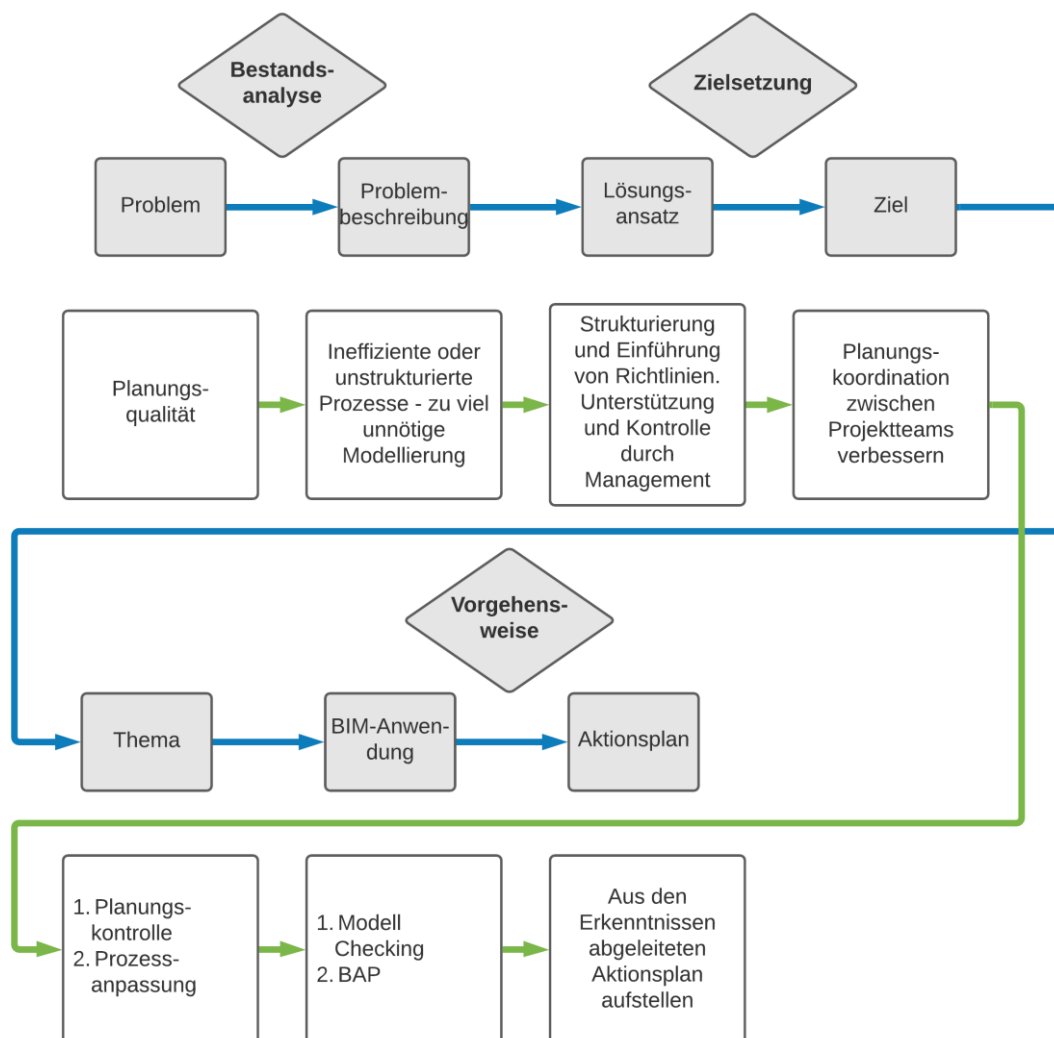 Bestands-
analyse
Zielsetzung
Problem
Problem-
beschreibung
Lösungs-
ansatz
Ziel
Planungs-
qualität
Ineffiziente oder
unstrukturierte
Prozesse - zu viel
unnötige
Modellierung
Strukturierung
und Einführung
von Richtlinien.
Unterstützung
und Kontrolle
durch
Management
Planungs-
koordination
zwischen
Projektteams
verbessern
Vorgehens-
weise
Thema
BIM-Anwen-
dung
Aktionsplan
1. Planungs-
kontrolle
2. Prozess-
anpassung
1. Modell
Checking
2. BAP
Aus den
Erkenntnissen
abgeleiteten
Aktionsplan
aufstellen